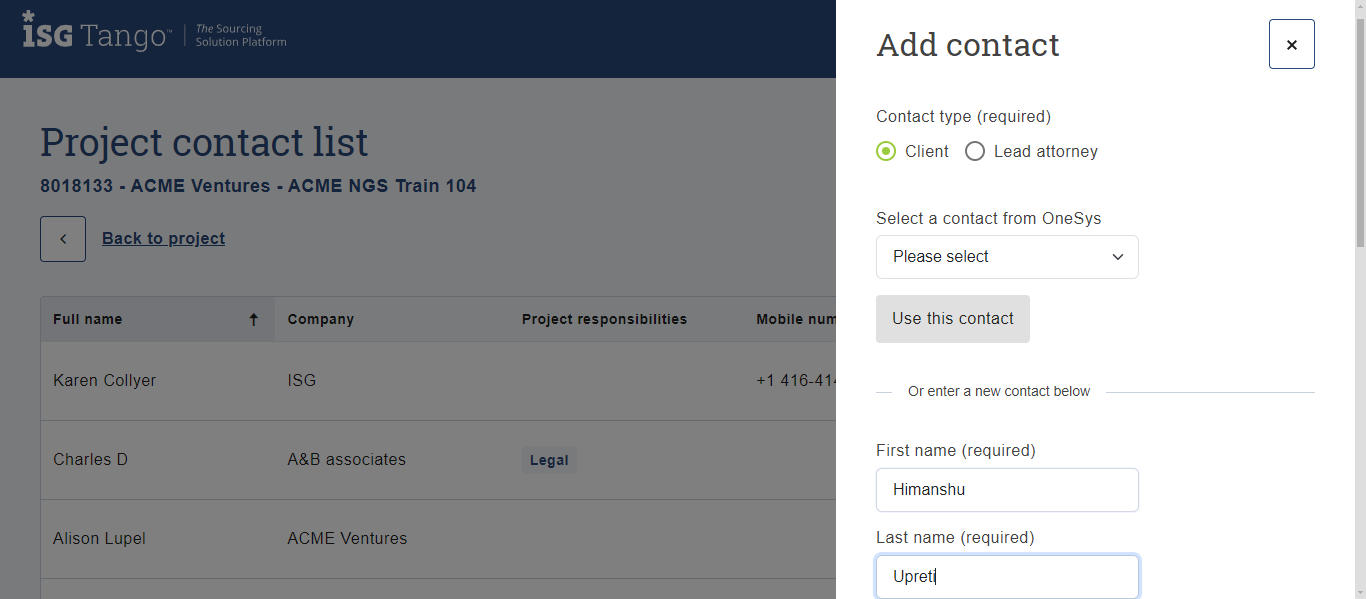 ISG Tango™ The Sourcing
Solution Platform
Project contact list
8018133 - ACME Ventures - ACME NGS Train 104
Back to project
Full name Company Project responsibilities Mobile num
Karen Collyer ISG +1 416-414
Charles D A&B associates Legal
Alison Lupel ACME Ventures
Add contact
Contact type (required)
Client Lead attorney
Select a contact from OneSys
Please select
Use this contact
Or enter a new contact below
First name (required)
Himanshu
Last name (required)
Upreti